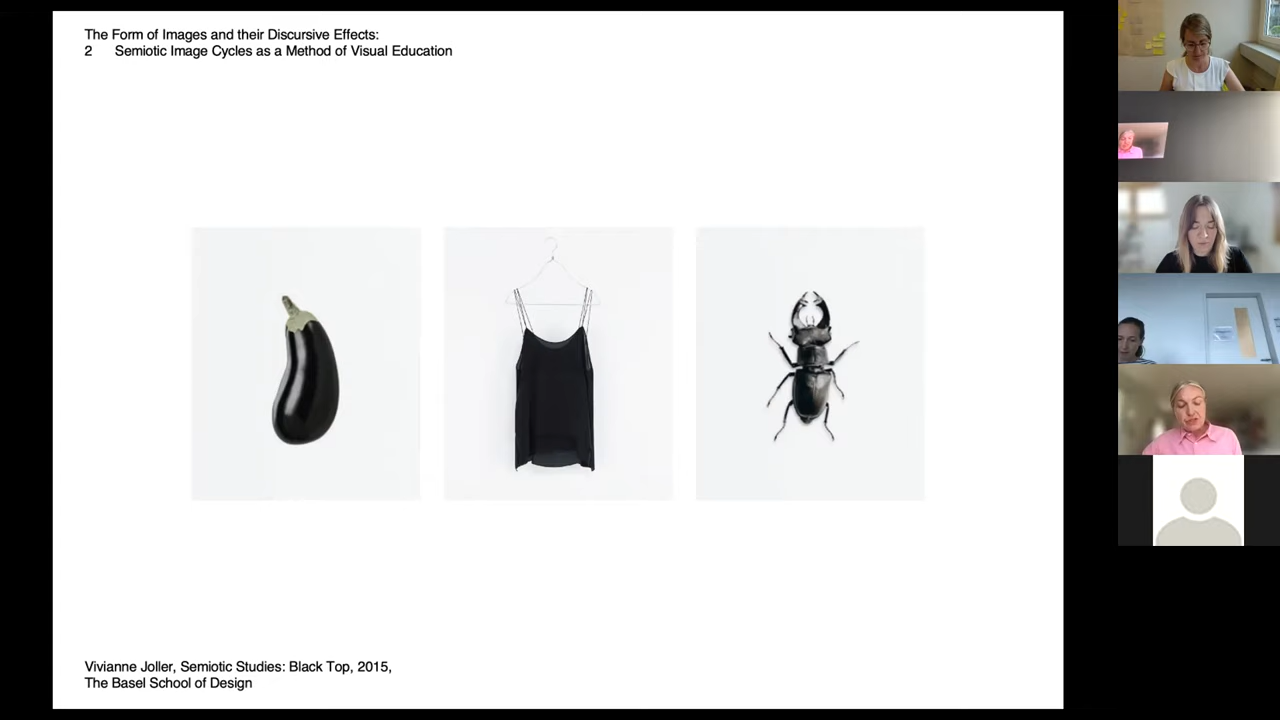 The Form of Images and their Discursive Effects:
2 Semiotic Image Cycles as a Method of Visual Education
Vivianne Joller, Semiotic Studies: Black Top, 2015,
The Basel School of Design